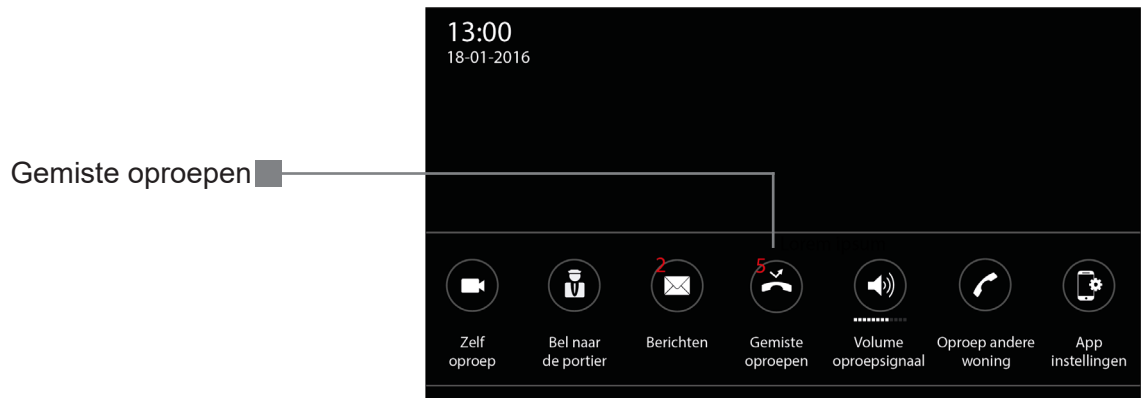 13:00
18-01-2016
Gemiste oproepen
2
5
Zelf
oproep
Bel naar
de portier
Berichten
Gemiste
oproepen
Volume
oproepsignaal
Oproep andere
woning
App
instellingen